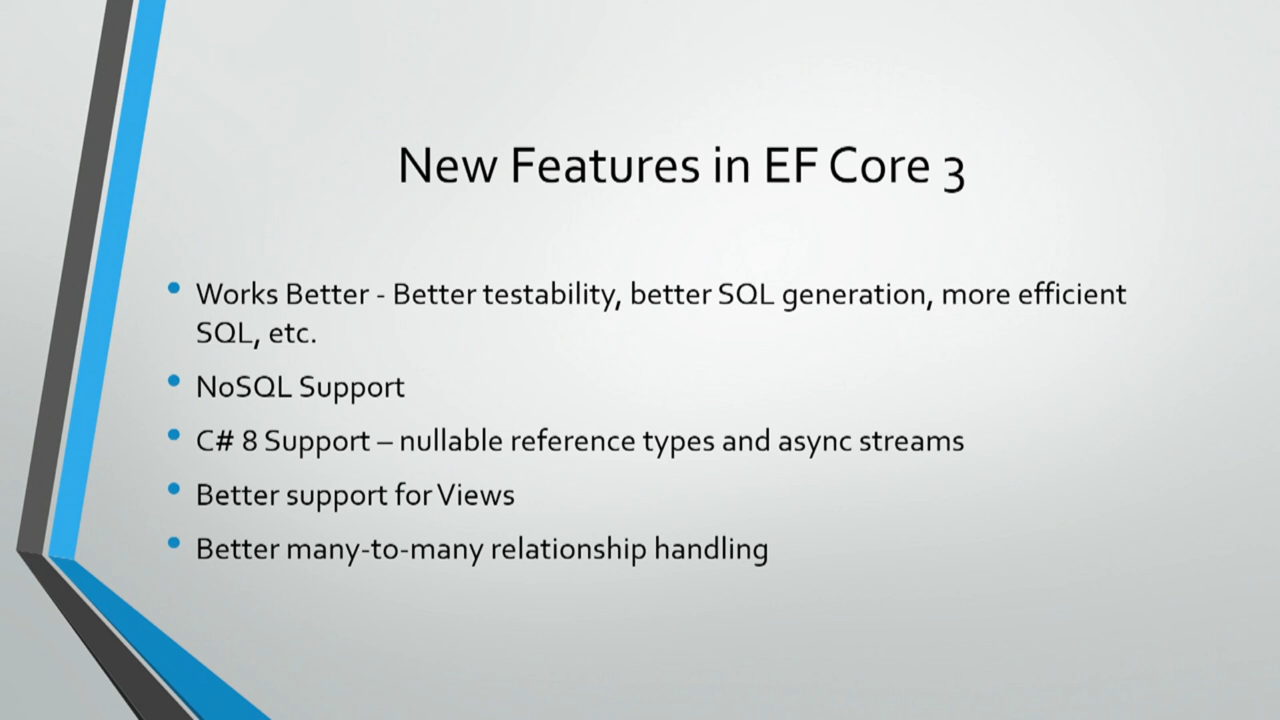 New Features in EF Core 3
• Works Better - Better testability, better SQL generation, more efficient
SQL, etc.
• NoSQL Support
• C# 8 Support – nullable reference types and async streams
• Better support for Views
• Better many-to-many relationship handling